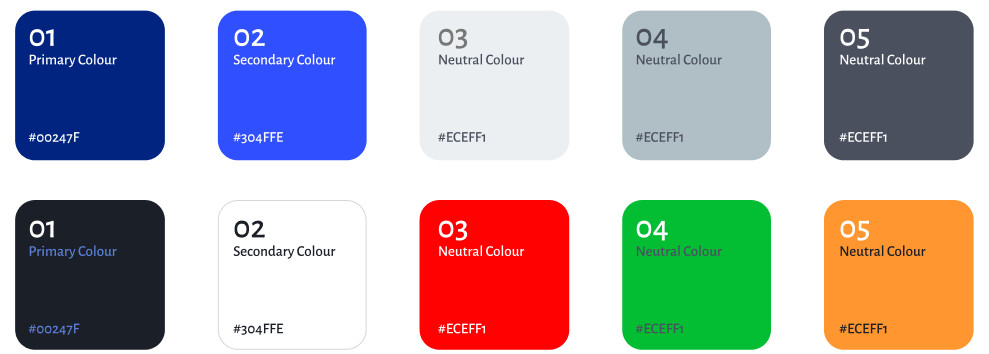 01
Primary Colour
#00247F
02
Secondary Colour
#304FFE
03
Neutral Colour
#ECEFF1
04
Neutral Colour
#ECEFF1
05
Neutral Colour
#ECEFF1
01
Primary Colour
#00247F
02
Secondary Colour
#304FFE
03
Neutral Colour
#ECEFF1
04
Neutral Colour
#ECEFF1
05
Neutral Colour
#ECEFF1